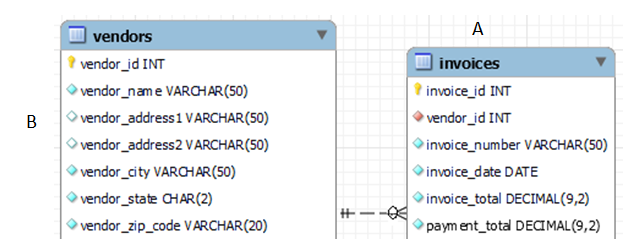 vendors
vendor_id INT
vendor_name VARCHAR(50)
B
vendor_address1 VARCHAR(50)
vendor_address2 VARCHAR(50)
vendor_city VARCHAR(50)
vendor_state CHAR(2)
vendor_zip_code VARCHAR(20)
A
invoices
invoice_id INT
vendor_id INT
invoice_number VARCHAR(50)
invoice_date DATE
invoice_total DECIMAL(9,2)
payment_total DECIMAL(9,2)